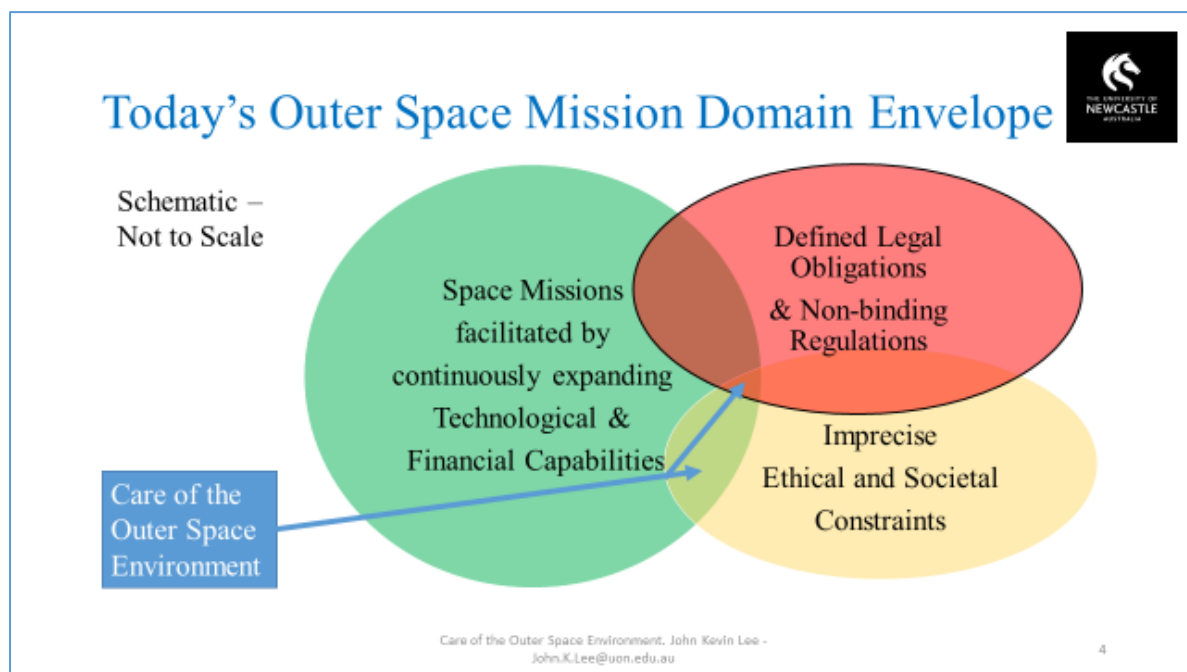 Today's Outer Space Mission Domain Envelope
THE UNIVERSITY OF
NEWCASTLE
AUSTRALIA
Schematic –
Not to Scale
Space Missions
facilitated by
continuously expanding
Technological &
Financial Capabilities
Defined Legal
Obligations
& Non-binding
Regulations
Imprecise
Ethical and Societal
Constraints
Care of the
Outer Space
Environment
Care of the Outer Space Environment. John Kevin Lee -
John.K.Lee@uon.edu.au
4